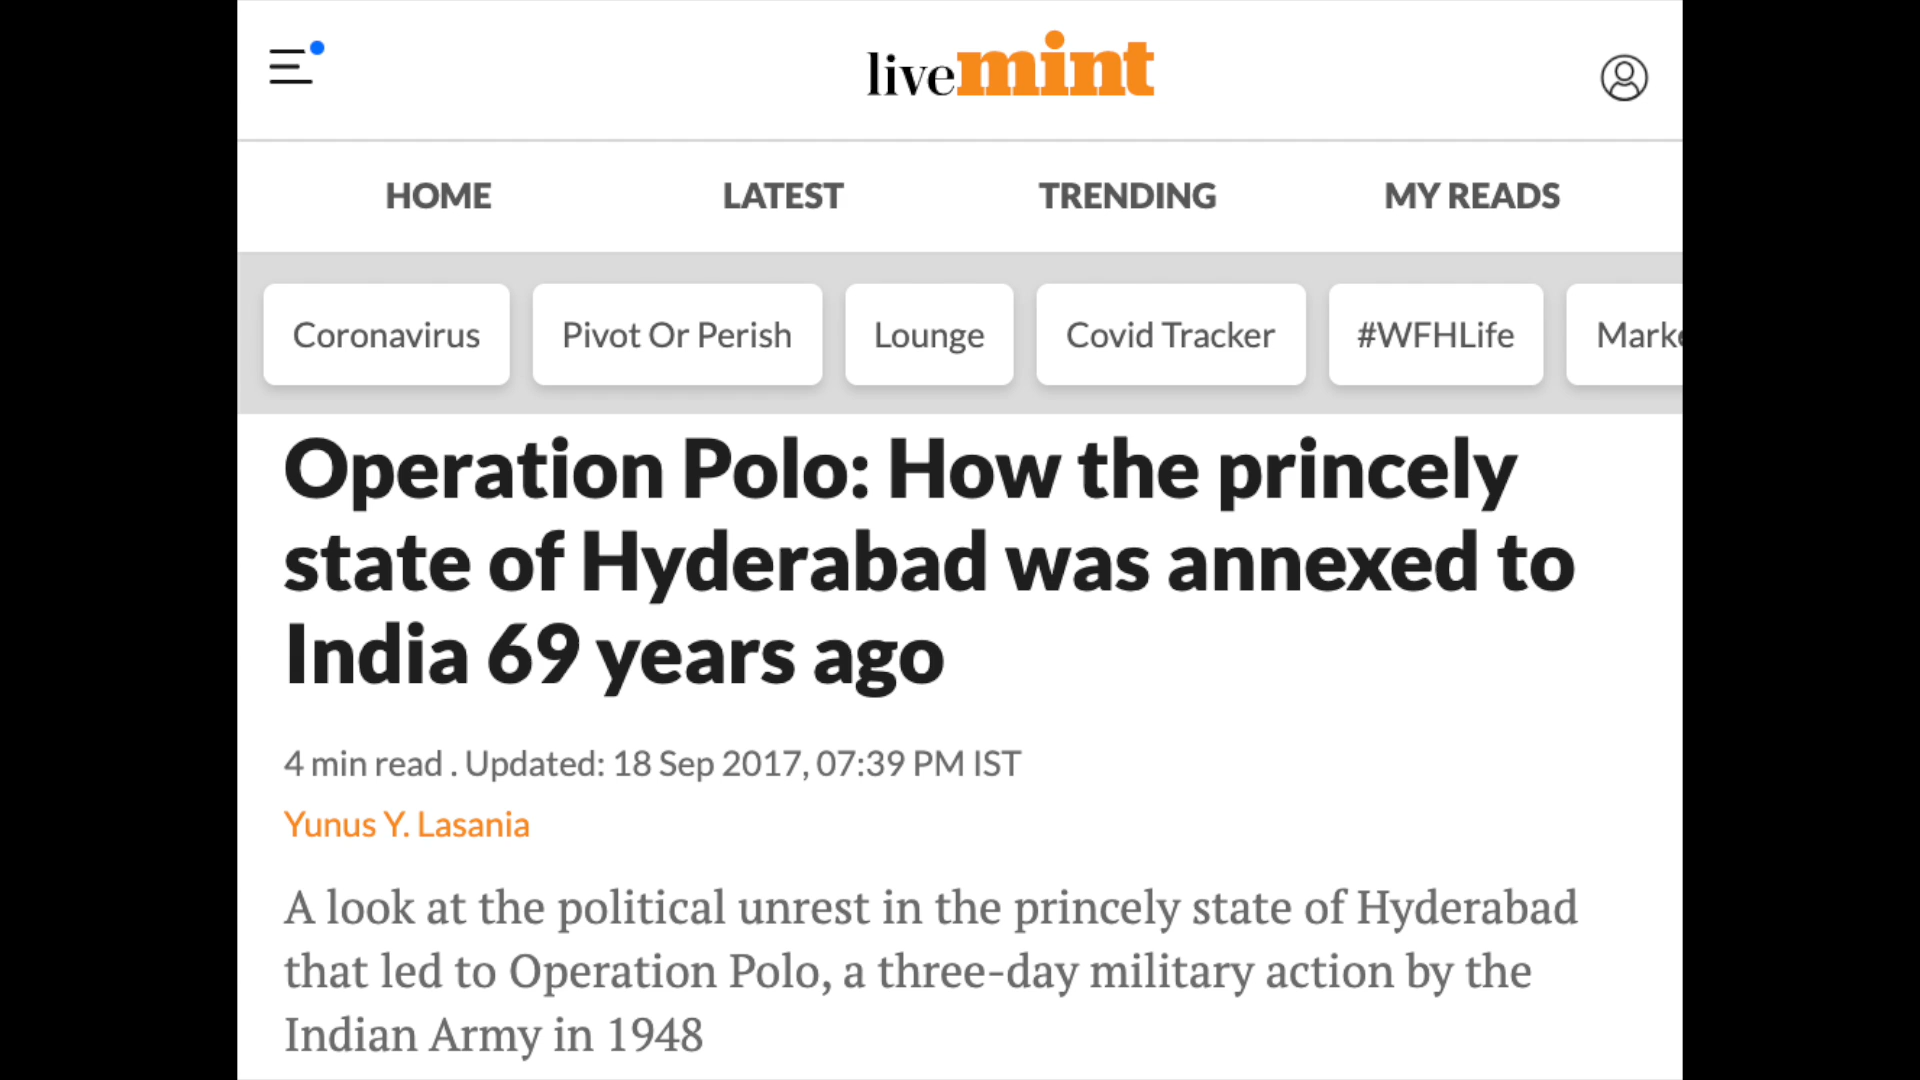 livemint
HOME LATEST TRENDING MY READS
Coronavirus Pivot Or Perish Lounge Covid Tracker #WFHLife Marke
Operation Polo: How the princely
state of Hyderabad was annexed to
India 69 years ago
4 min read . Updated: 18 Sep 2017, 07:39 PM IST
Yunus Y. Lasania
A look at the political unrest in the princely state of Hyderabad
that led to Operation Polo, a three-day military action by the
Indian Army in 1948